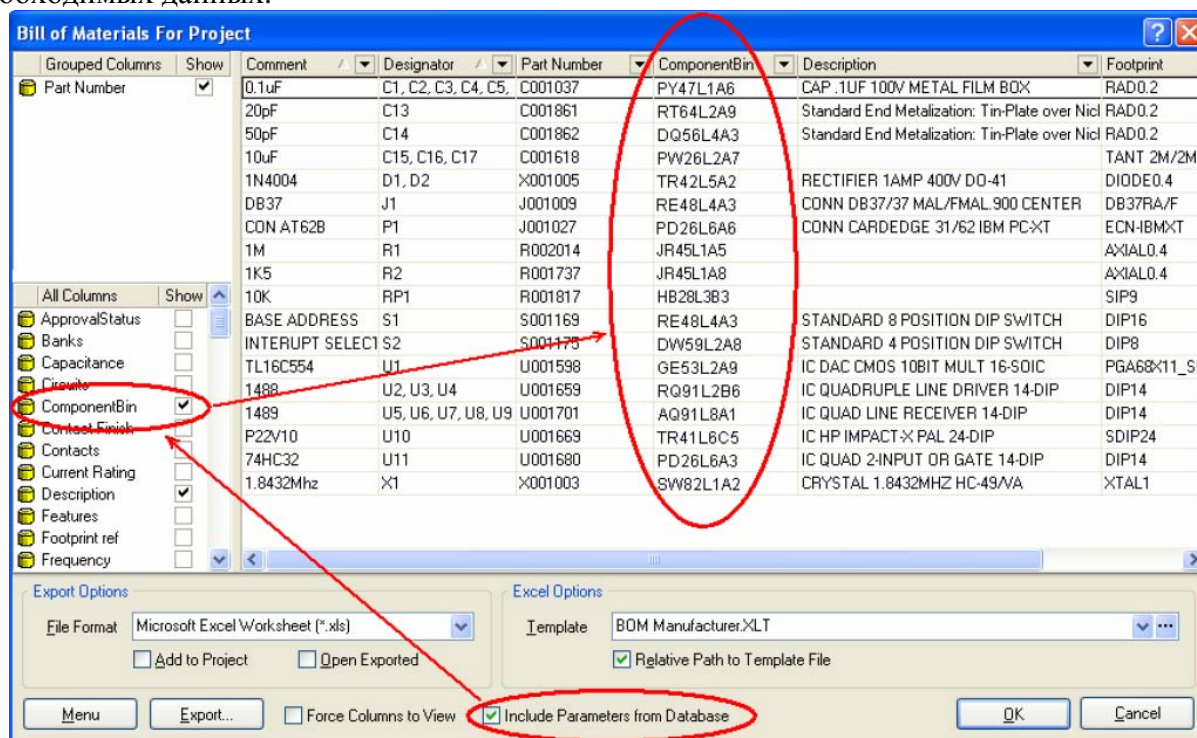 обходимых данных.
Bill of Materials For Project
Grouped Columns Show
Part Number
Comment Designator Part Number ComponentBin Description Footprint
0.1uF C1, C2, C3, C4, C5, C001037 PY47L1A6 CAP .1UF 100V METAL FILM BOX RAD0.2
20pF C13 C001861 RT64L2A9 Standard End Metalization: Tin-Plate over Nicl RAD0.2
50pF C14 C001862 DQ56L4A3 Standard End Metalization: Tin-Plate over Nicl RAD0.2
10uF C15, C16, C17 C001618 PW26L2A7 TANT 2M/2M
1N4004 D1, D2 X001005 TR42L5A2 RECTIFIER 1AMP 400V DO-41 DIODE0.4
DB37 J1 J001009 RE48L4A3 CONN DB37/37 MAL/FMAL.900 CENTER DB37RA/F
CON AT62B P1 J001027 PD26L6A6 CONN CARDEDGE 31/62 IBM PC-XT ECN-IBMXT
1M R1 R002014 JR45L1A5 AXIAL0.4
1K5 R2 R001737 JR45L1A8 AXIAL0.4
10K RP1 R001817 HB28L3B3 SIP9
BASE ADDRESS S1 S001169 RE48L4A3 STANDARD 8 POSITION DIP SWITCH DIP16
INTERUPT SELECT S2 S001175 DW59L2A8 STANDARD 4 POSITION DIP SWITCH DIP8
TL16C554 U1 U001598 GE53L2A9 IC DAC CMOS 10BIT MULT 16-SOIC PGA68X11_S
1488 U2, U3, U4 U001659 RQ91L2B6 IC QUADRUPLE LINE DRIVER 14-DIP DIP14
1489 U5, U6, U7, U8, U9 U001701 AQ91L8A1 IC QUAD LINE RECEIVER 14-DIP DIP14
P22V10 U10 U001669 TR41L6C5 IC HP IMPACT-X PAL 24-DIP SDIP24
74HC32 U11 U001680 PD26L6A3 IC QUAD 2-INPUT OR GATE 14-DIP DIP14
1.8432Mhz X1 X001003 SW82L1A2 CRYSTAL 1.8432MHZ HC-49/VA XTAL1
All Columns Show
ApprovalStatus
Banks
Capacitance
Circuits
ComponentBin
Contact Finish
Contacts
Current Rating
Description
Features
Footprint ref
Frequency
Export Options
File Format Microsoft Excel Worksheet (*.xls)
Add to Project Open Exported
Excel Options
Template BOM Manufacturer.XLT
Relative Path to Template File
Menu Export... Force Columns to View Include Parameters from Database OK Cancel